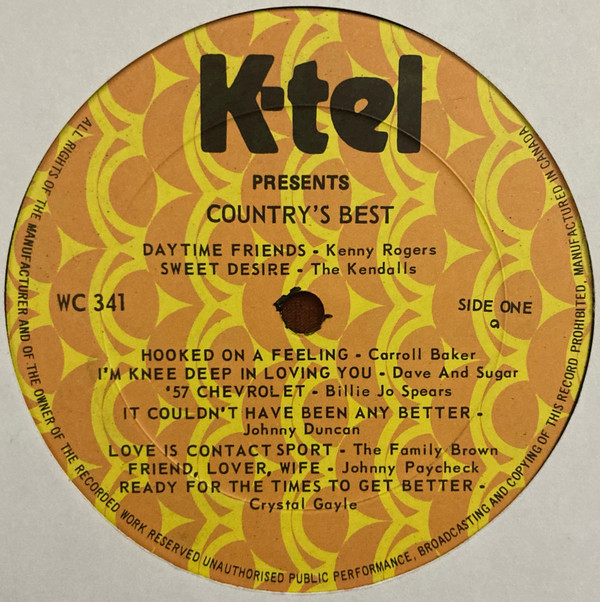 K-tel
PRESENTS
COUNTRY'S BEST
DAYTIME FRIENDS - Kenny Rogers
SWEET DESIRE - The Kendalls
WC 341
SIDE ONE
HOOKED ON A FEELING - Carroll Baker
I'M KNEE DEEP IN LOVING YOU - Dave And Sugar
'57 CHEVROLET - Billie Jo Spears
IT COULDN'T HAVE BEEN ANY BETTER -
Johnny Duncan
LOVE IS CONTACT SPORT - The Family Brown
FRIEND, LOVER, WIFE - Johnny Paycheck
READY FOR THE TIMES TO GET BETTER -
Crystal Gayle
ALL RIGHTS OF THE MANUFACTURER AND OF THE OWNER OF THE RECORDED WORK RESERVED UNAUTHORISED PUBLIC PERFORMANCE, BROADCASTING AND COPYING OF THIS RECORD PROHIBITED, MANUFACTURED IN CANADA